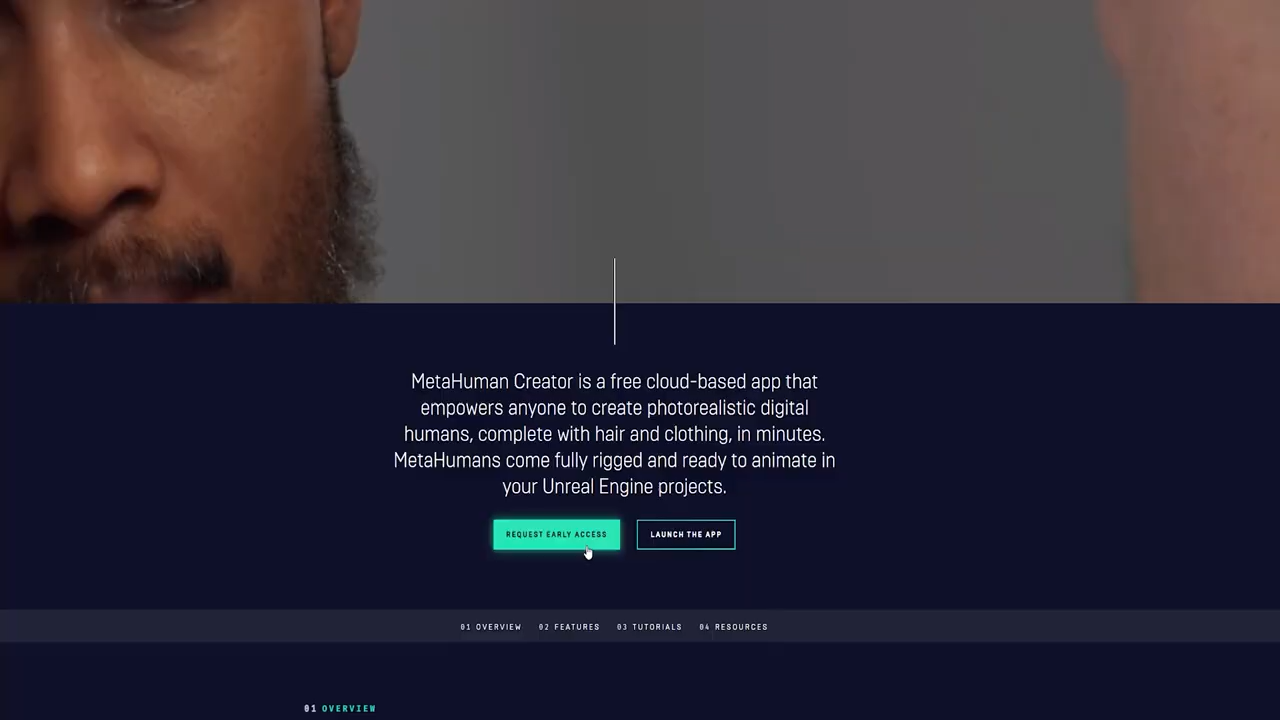 MetaHuman Creator is a free cloud-based app that
empowers anyone to create photorealistic digital
humans, complete with hair and clothing, in minutes.
MetaHumans come fully rigged and ready to animate in
your Unreal Engine projects.
REQUEST EARLY ACCESS
LAUNCH THE APP
01 OVERVIEW 02 FEATURES 03 TUTORIALS 04 RESOURCES
01 OVERVIEW